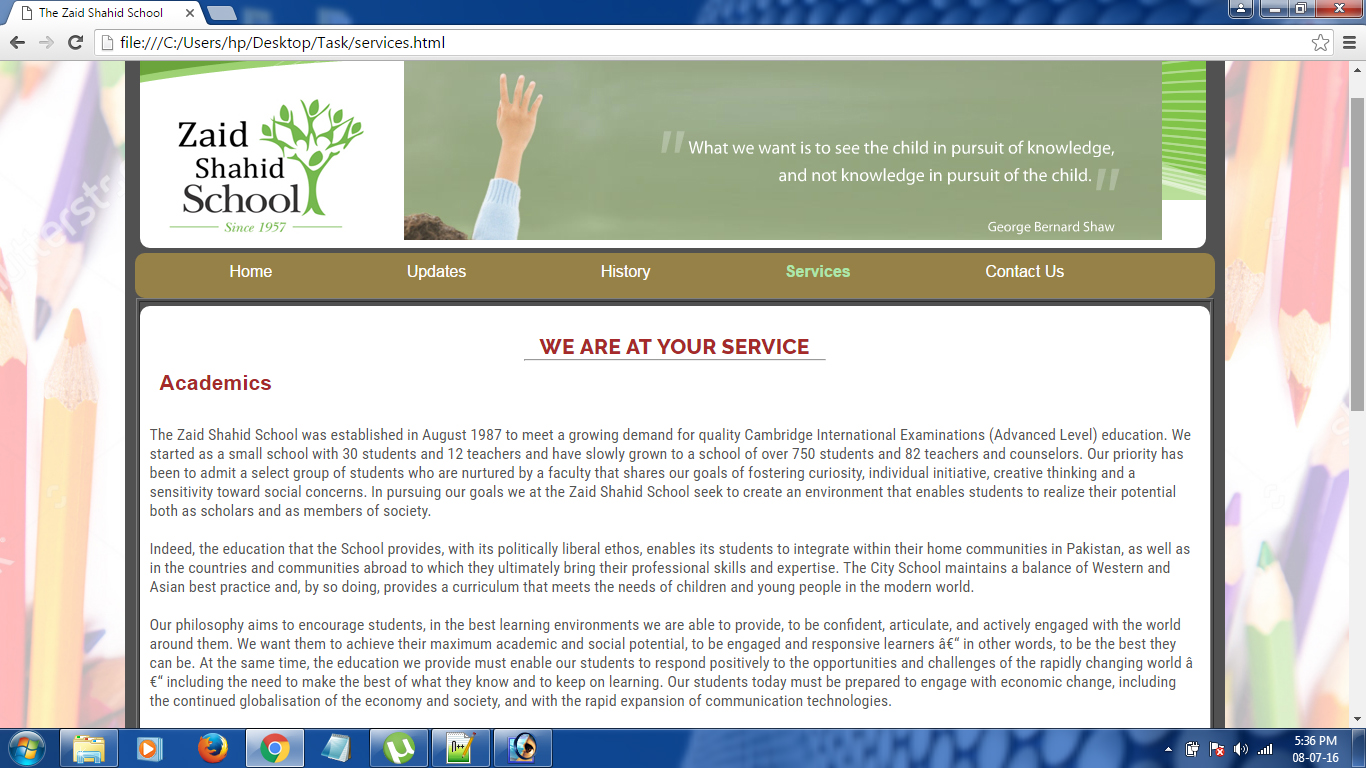 The Zaid Shahid School
file:///C:/Users/hp/Desktop/Task/services.html
Zaid
Shahid
School
Since 1957
" What we want is to see the child in pursuit of knowledge,
and not knowledge in pursuit of the child. "
George Bernard Shaw
Home Updates History Services Contact Us
WE ARE AT YOUR SERVICE
Academics
The Zaid Shahid School was established in August 1987 to meet a growing demand for quality Cambridge International Examinations (Advanced Level) education. We
started as a small school with 30 students and 12 teachers and have slowly grown to a school of over 750 students and 82 teachers and counselors. Our priority has
been to admit a select group of students who are nurtured by a faculty that shares our goals of fostering curiosity, individual initiative, creative thinking and a
sensitivity toward social concerns. In pursuing our goals we at the Zaid Shahid School seek to create an environment that enables students to realize their potential
both as scholars and as members of society.
Indeed, the education that the School provides, with its politically liberal ethos, enables its students to integrate within their home communities in Pakistan, as well as
in the countries and communities abroad to which they ultimately bring their professional skills and expertise. The City School maintains a balance of Western and
Asian best practice and, by so doing, provides a curriculum that meets the needs of children and young people in the modern world.
Our philosophy aims to encourage students, in the best learning environments we are able to provide, to be confident, articulate, and actively engaged with the world
around them. We want them to achieve their maximum academic and social potential, to be engaged and responsive learners â€“ in other words, to be the best they
can be. At the same time, the education we provide must enable our students to respond positively to the opportunities and challenges of the rapidly changing world â
€“ including the need to make the best of what they know and to keep on learning. Our students today must be prepared to engage with economic change, including
the continued globalisation of the economy and society, and with the rapid expansion of communication technologies.
5:36 PM
08-07-16